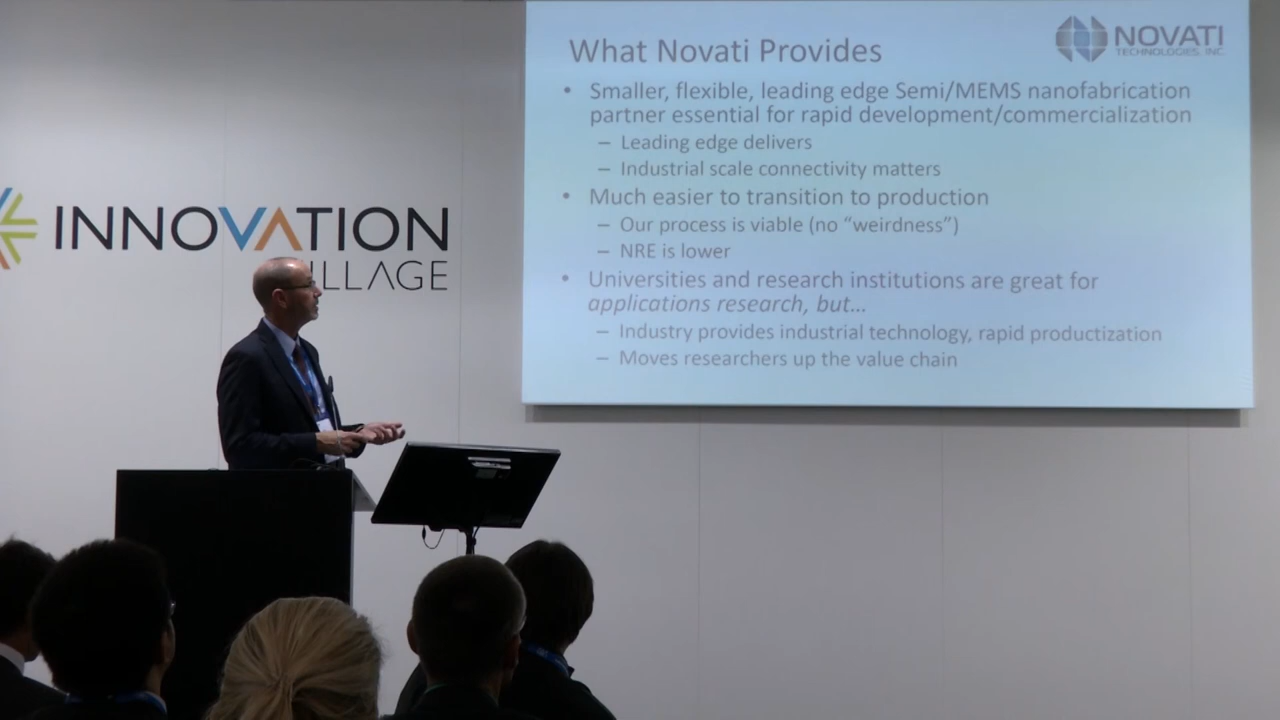 What Novati Provides
NOVATI
TECHNOLOGIES, INC.
• Smaller, flexible, leading edge Semi/MEMS nanofabrication
partner essential for rapid development/commercialization
– Leading edge delivers
– Industrial scale connectivity matters
• Much easier to transition to production
– Our process is viable (no “weirdness”)
– NRE is lower
• Universities and research institutions are great for
applications research, but...
– Industry provides industrial technology, rapid productization
– Moves researchers up the value chain
INNOVATION
ILLAGE